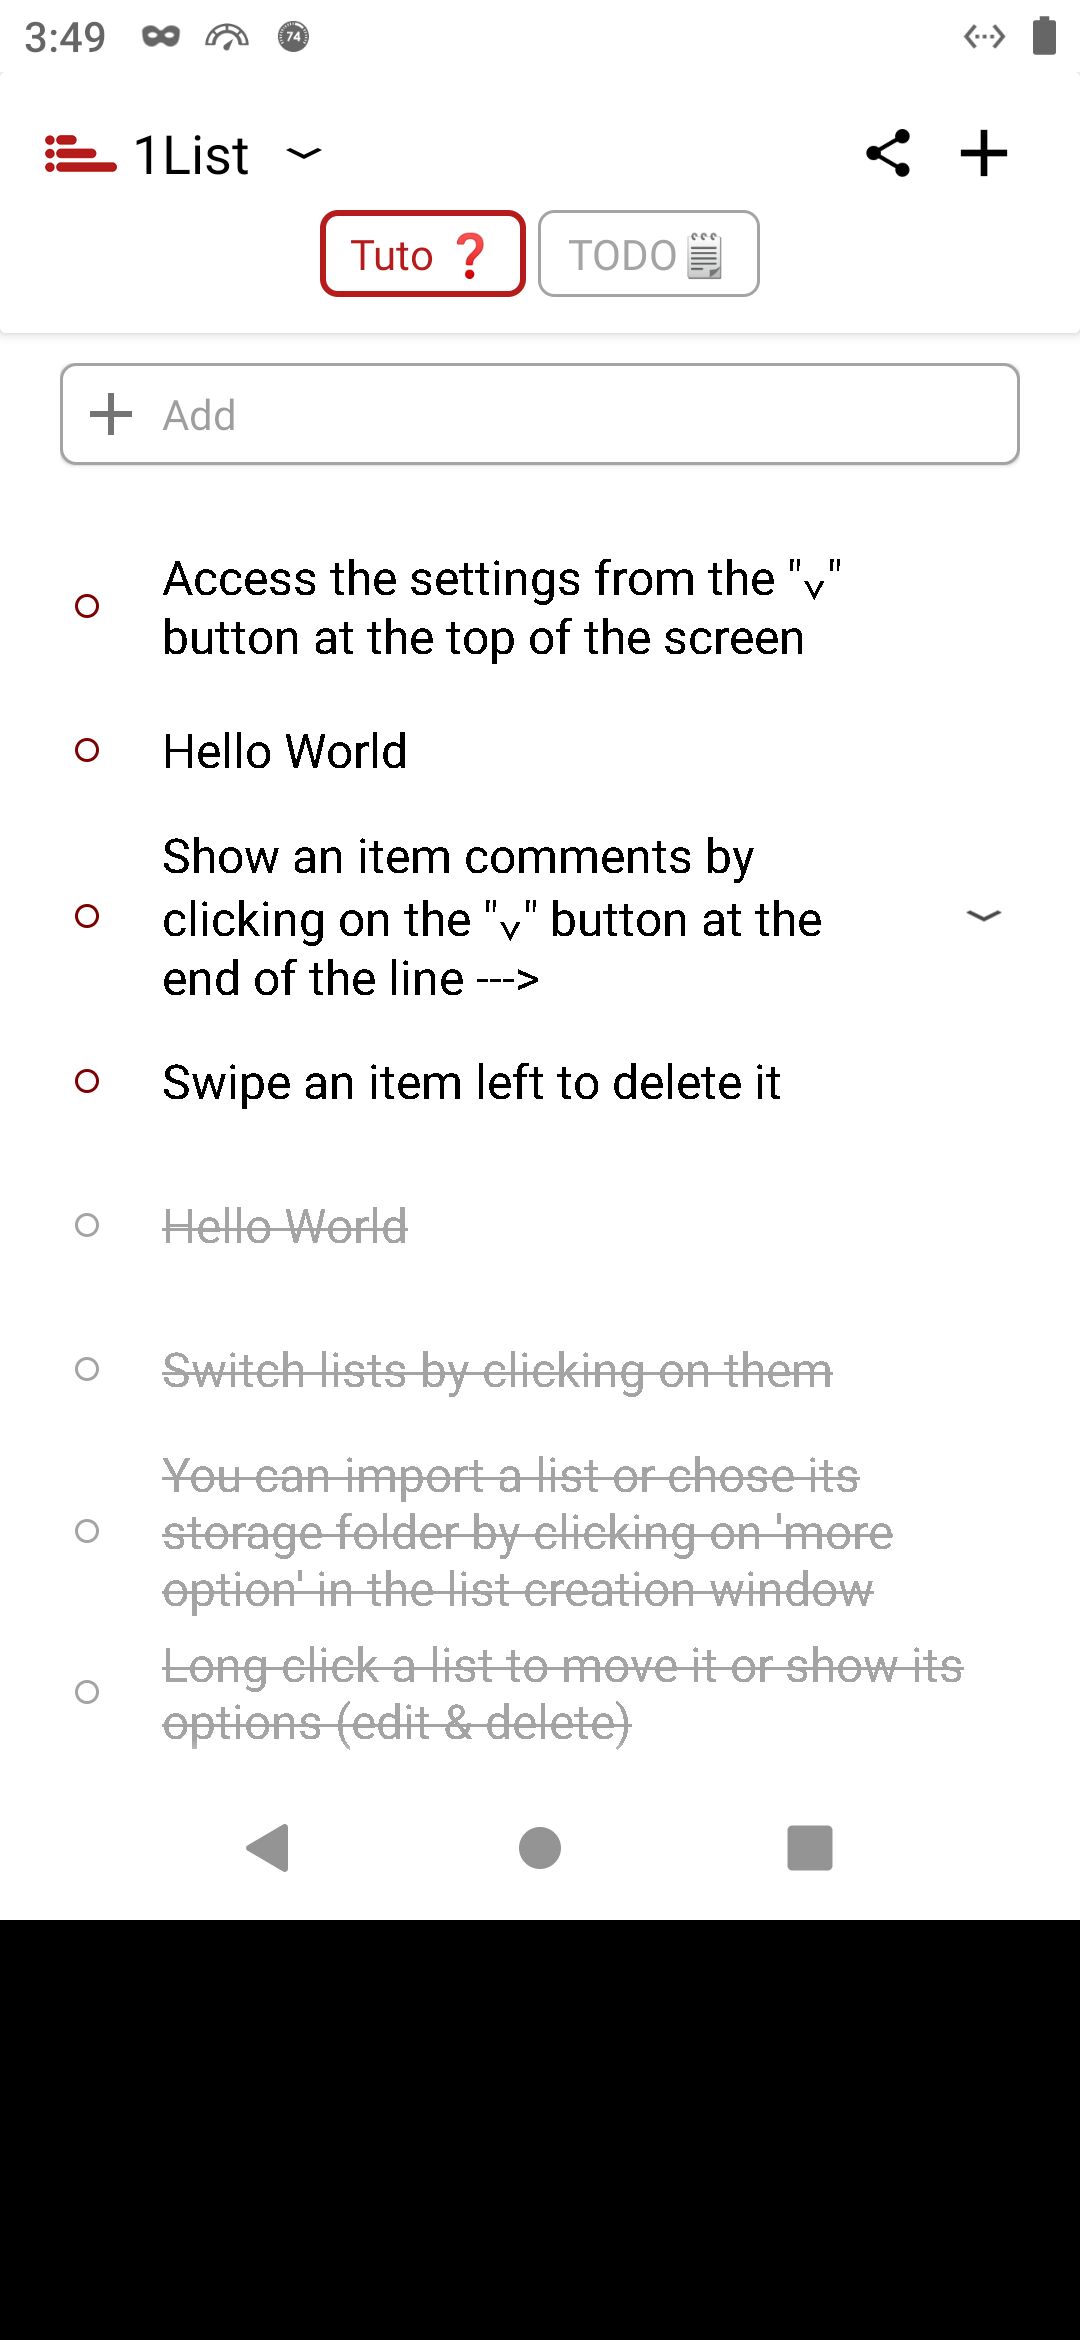 3:49
74
1List
Tuto ❓
TODO
Add
Access the settings from the "v"
button at the top of the screen
Hello World
Show an item comments by
clicking on the "v" button at the
end of the line --->
Swipe an item left to delete it
Hello World
Switch lists by clicking on them
You can import a list or chose its
storage folder by clicking on 'more
option' in the list creation window
Long click a list to move it or show its
options (edit & delete)